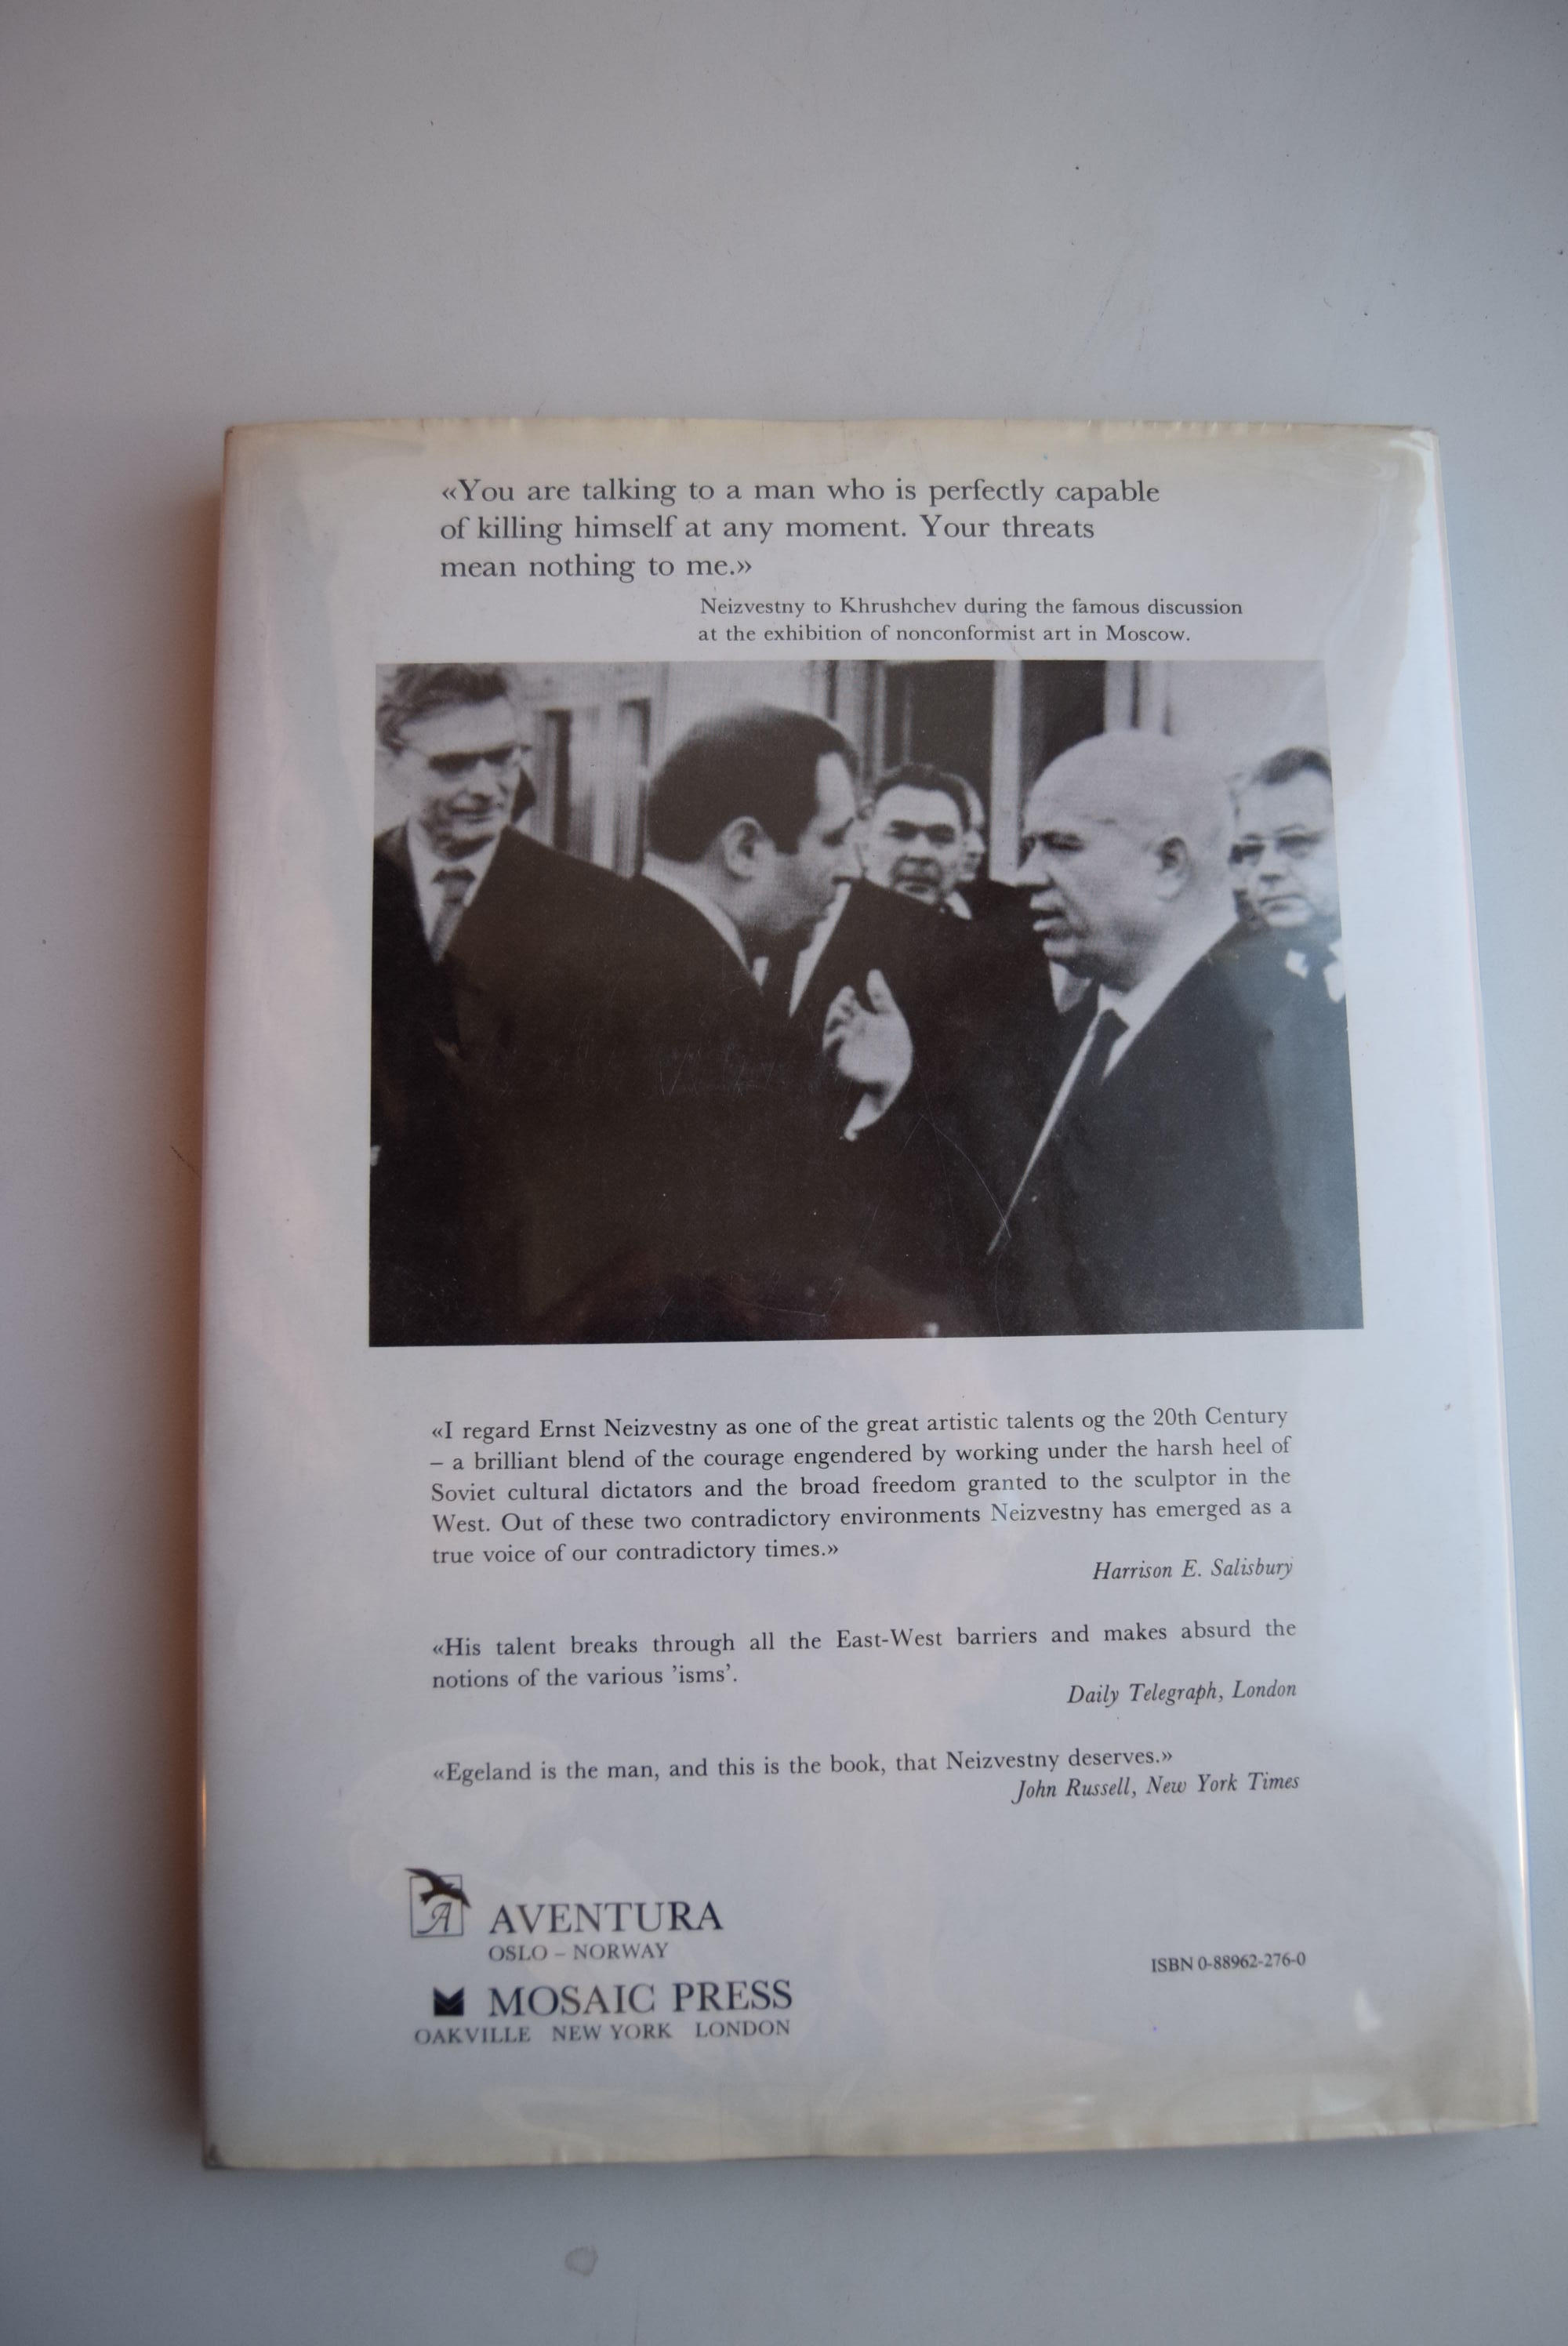 «You are talking to a man who is perfectly capable
of killing himself at any moment. Your threats
mean nothing to me.»
Neizvestny to Khrushchev during the famous discussion
at the exhibition of nonconformist art in Moscow.
«I regard Ernst Neizvestny as one of the great artistic talents og the 20th Century
– a brilliant blend of the courage engendered by working under the harsh heel of
Soviet cultural dictators and the broad freedom granted to the sculptor in the
West. Out of these two contradictory environments Neizvestny has emerged as a
true voice of our contradictory times.»
Harrison E. Salisbury
«His talent breaks through all the East-West barriers and makes absurd the
notions of the various 'isms'.
Daily Telegraph, London
«Egeland is the man, and this is the book, that Neizvestny deserves.»
John Russell, New York Times
A AVENTURA
OSLO – NORWAY
ISBN 0-88962-276-0
MOSAIC PRESS
OAKVILLE NEW YORK LONDON